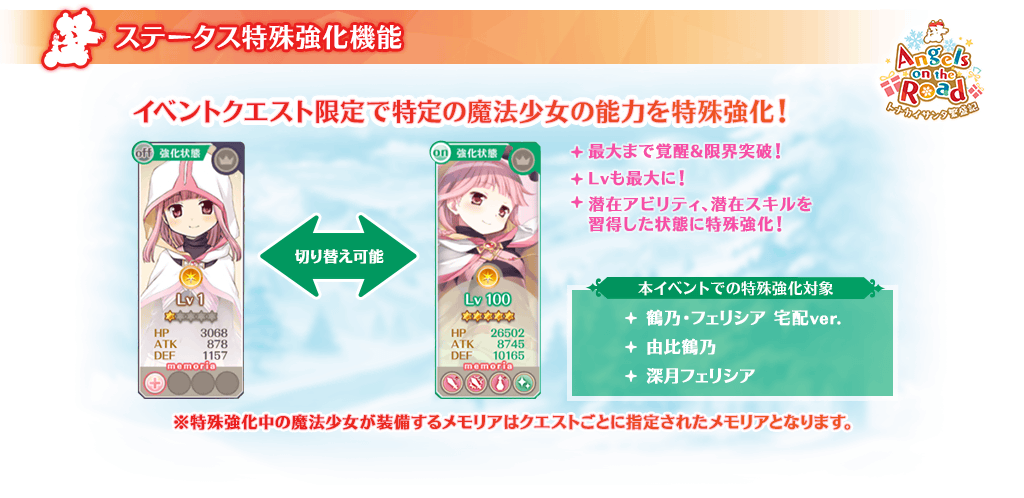 ステータス特殊強化機能
Angels
on the
Road
トナカイサンタ奮盛記
イベントクエスト限定で特定の魔法少女の能力を特殊強化！
off 強化状態
Lv 1
HP 3068
ATK 878
DEF 1157
memoria
切り替え可能
on 強化状態
Lv 100
HP 26502
ATK 8745
DEF 10165
memoria
最大まで覚醒&限界突破！
Lvも最大に！
潜在アビリティ、潜在スキルを
習得した状態に特殊強化！
本イベントでの特殊強化対象
鶴乃・フェリシア 宅配ver.
由比鶴乃
深月フェリシア
※特殊強化中の魔法少女が装備するメモリアはクエストごとに指定されたメモリアとなります。